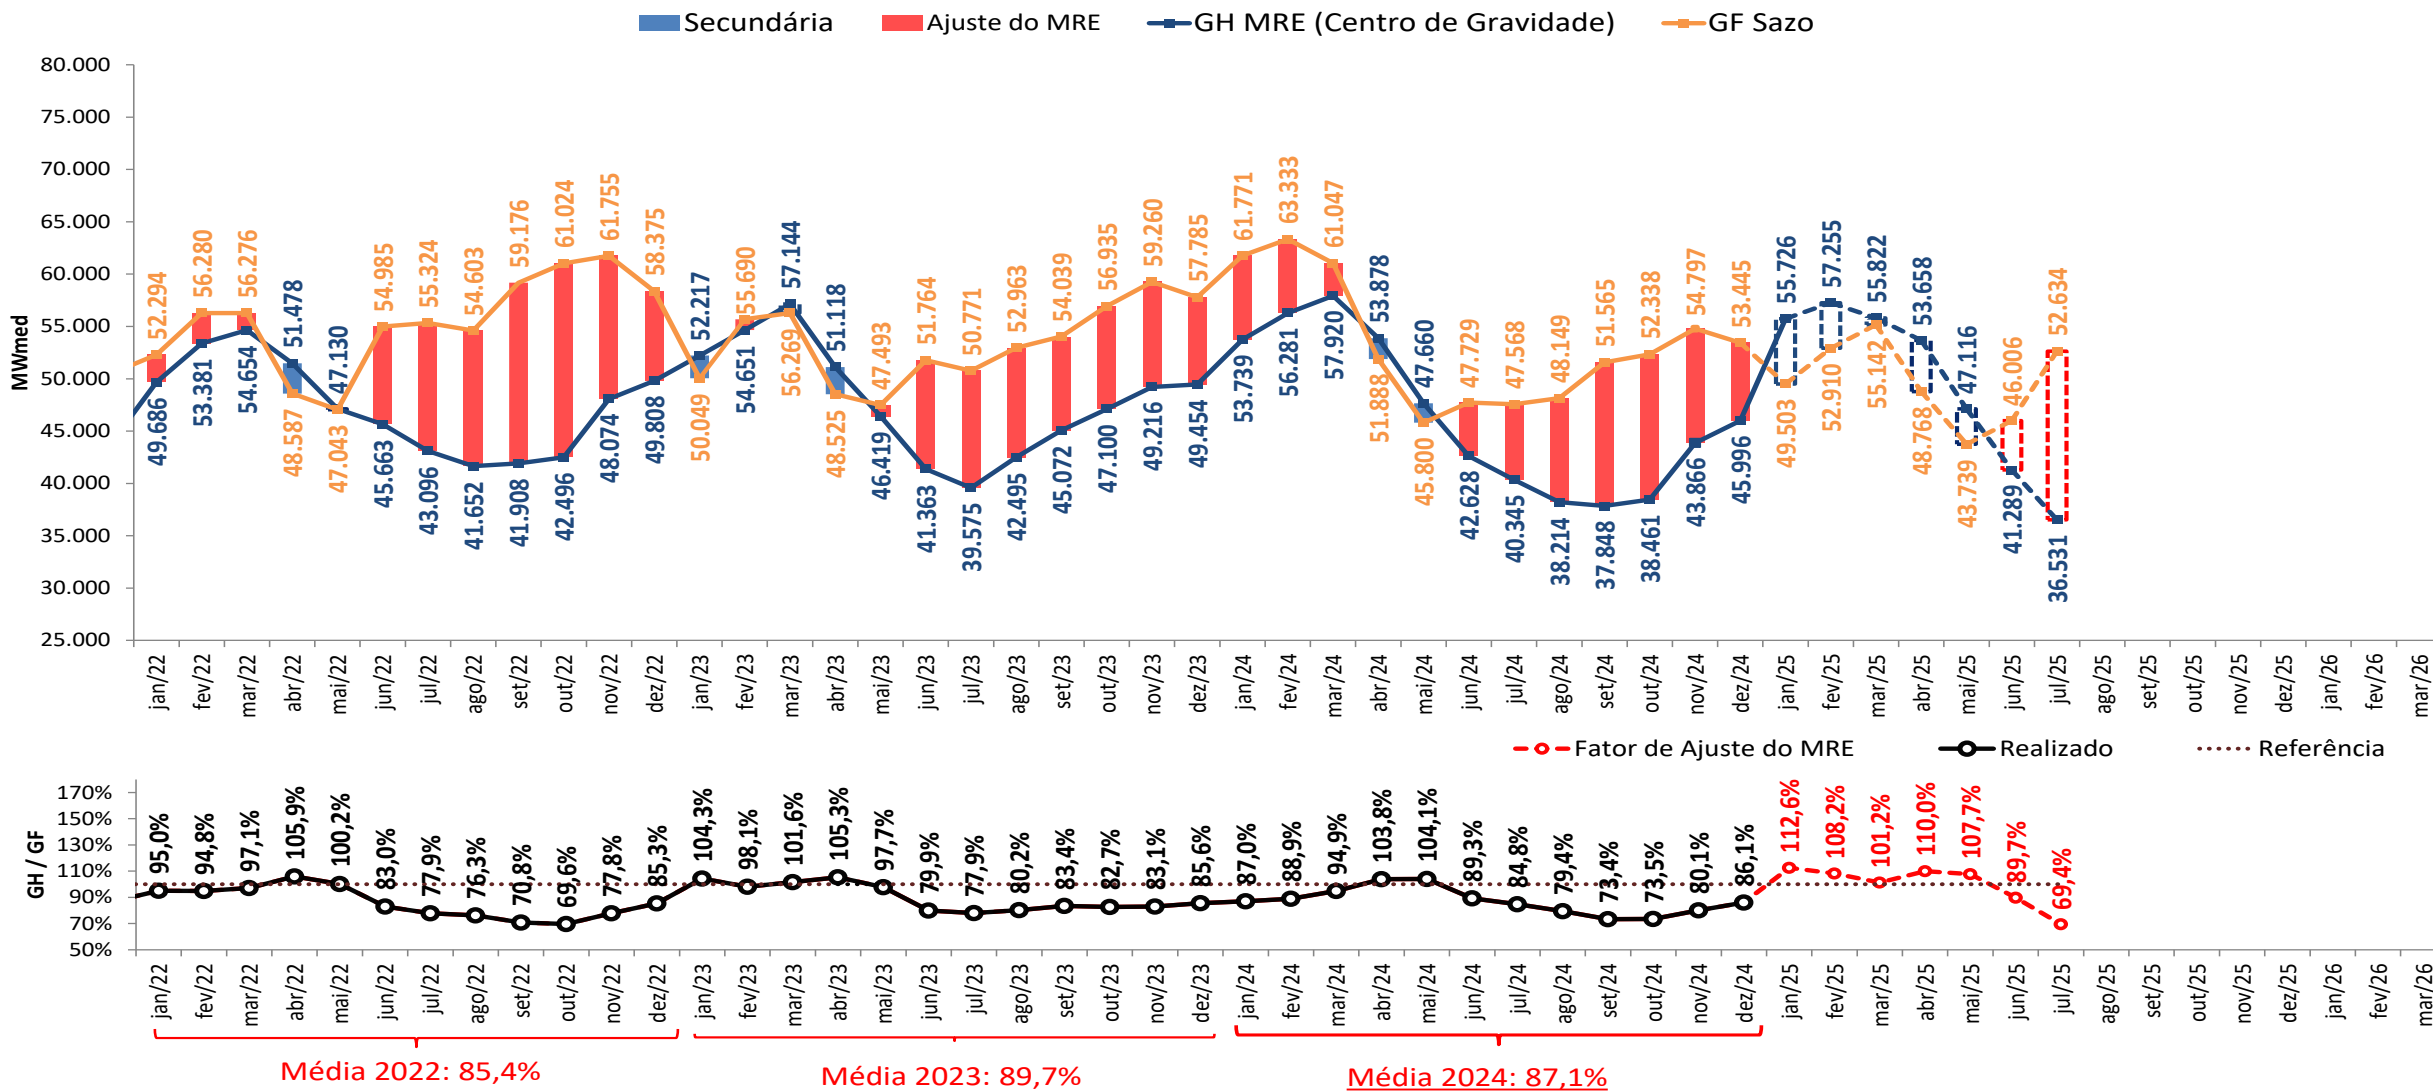 Secundária Ajuste do MRE GH MRE (Centro de Gravidade) GF Sazo
80.000
75.000
70.000
65.000
60.000
55.000
50.000
45.000
40.000
35.000
30.000
25.000
MWmed
52.294 56.280 56.276 48.587 47.043 54.985 55.324 54.603 59.176 61.024 61.755 58.375 50.049 55.690 56.269 48.525 47.493 51.764 50.771 52.963 54.039 56.935 59.260 57.785 61.771 63.333 61.047 51.888 45.800 47.729 47.568 48.149 51.565 52.338 54.797 53.445 49.503 52.910 55.142 48.768 43.739 46.006 52.634
49.686 53.381 54.654 51.478 47.130 45.663 43.096 41.652 41.908 42.496 48.074 49.808 52.217 54.651 57.144 51.118 46.419 41.363 39.575 42.495 45.072 47.100 49.216 49.454 53.739 56.281 57.920 53.878 47.660 42.628 40.345 38.214 37.848 38.461 43.866 45.996 55.726 57.255 55.822 53.658 47.116 41.289 36.531
jan/22 fev/22 mar/22 abr/22 mai/22 jun/22 jul/22 ago/22 set/22 out/22 nov/22 dez/22 jan/23 fev/23 mar/23 abr/23 mai/23 jun/23 jul/23 ago/23 set/23 out/23 nov/23 dez/23 jan/24 fev/24 mar/24 abr/24 mai/24 jun/24 jul/24 ago/24 set/24 out/24 nov/24 dez/24 jan/25 fev/25 mar/25 abr/25 mai/25 jun/25 jul/25 ago/25 set/25 out/25 nov/25 dez/25 jan/26 fev/26 mar/26
Fator de Ajuste do MRE Realizado Referência
170%
150%
130%
110%
90%
70%
50%
GH / GF
95,0% 94,8% 97,1% 105,9% 100,2% 83,0% 77,9% 76,3% 70,8% 69,6% 77,8% 85,3% 104,3% 98,1% 101,6% 105,3% 97,7% 79,9% 77,9% 80,2% 83,4% 82,7% 83,1% 85,6% 87,0% 88,9% 94,9% 103,8% 104,1% 89,3% 84,8% 79,4% 73,4% 73,5% 80,1% 86,1% 112,6% 108,2% 101,2% 110,0% 107,7% 89,7% 69,4%
jan/22 fev/22 mar/22 abr/22 mai/22 jun/22 jul/22 ago/22 set/22 out/22 nov/22 dez/22 jan/23 fev/23 mar/23 abr/23 mai/23 jun/23 jul/23 ago/23 set/23 out/23 nov/23 dez/23 jan/24 fev/24 mar/24 abr/24 mai/24 jun/24 jul/24 ago/24 set/24 out/24 nov/24 dez/24 jan/25 fev/25 mar/25 abr/25 mai/25 jun/25 jul/25 ago/25 set/25 out/25 nov/25 dez/25 jan/26 fev/26 mar/26
Média 2022: 85,4% Média 2023: 89,7% Média 2024: 87,1%